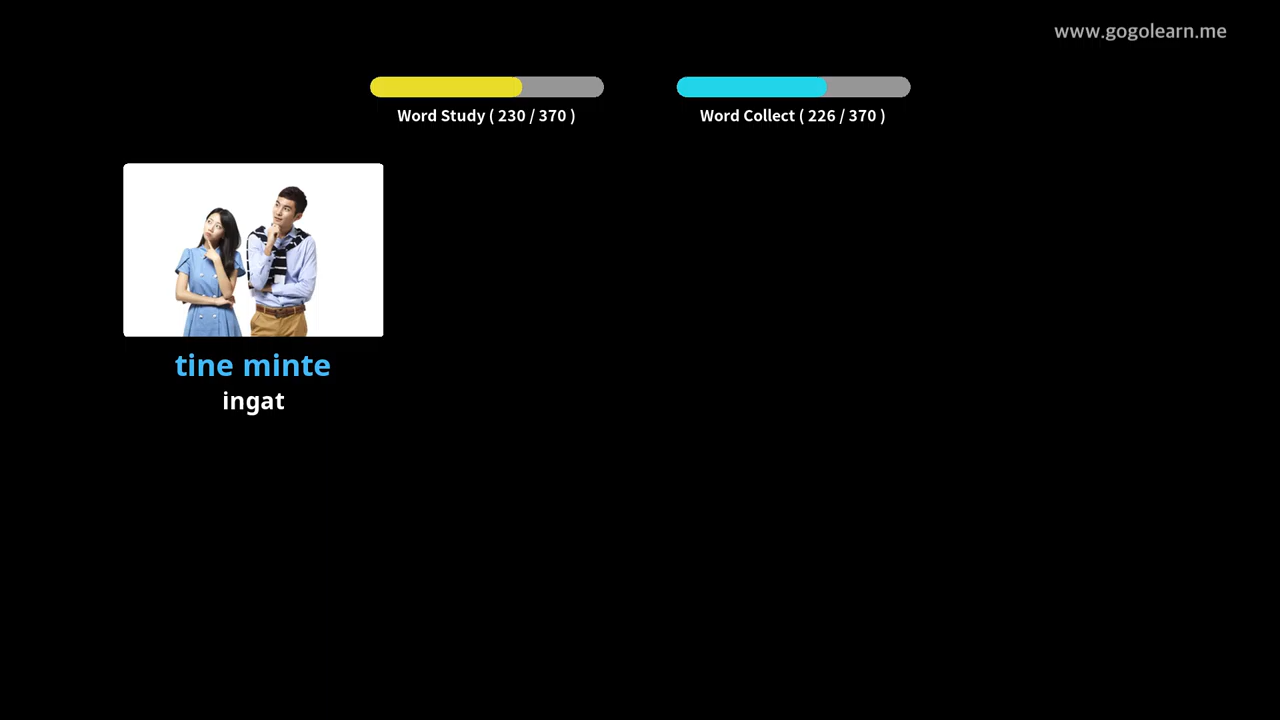 www.gogolearn.me
Word Study ( 230 / 370 )
Word Collect ( 226 / 370 )
tine minte
ingat